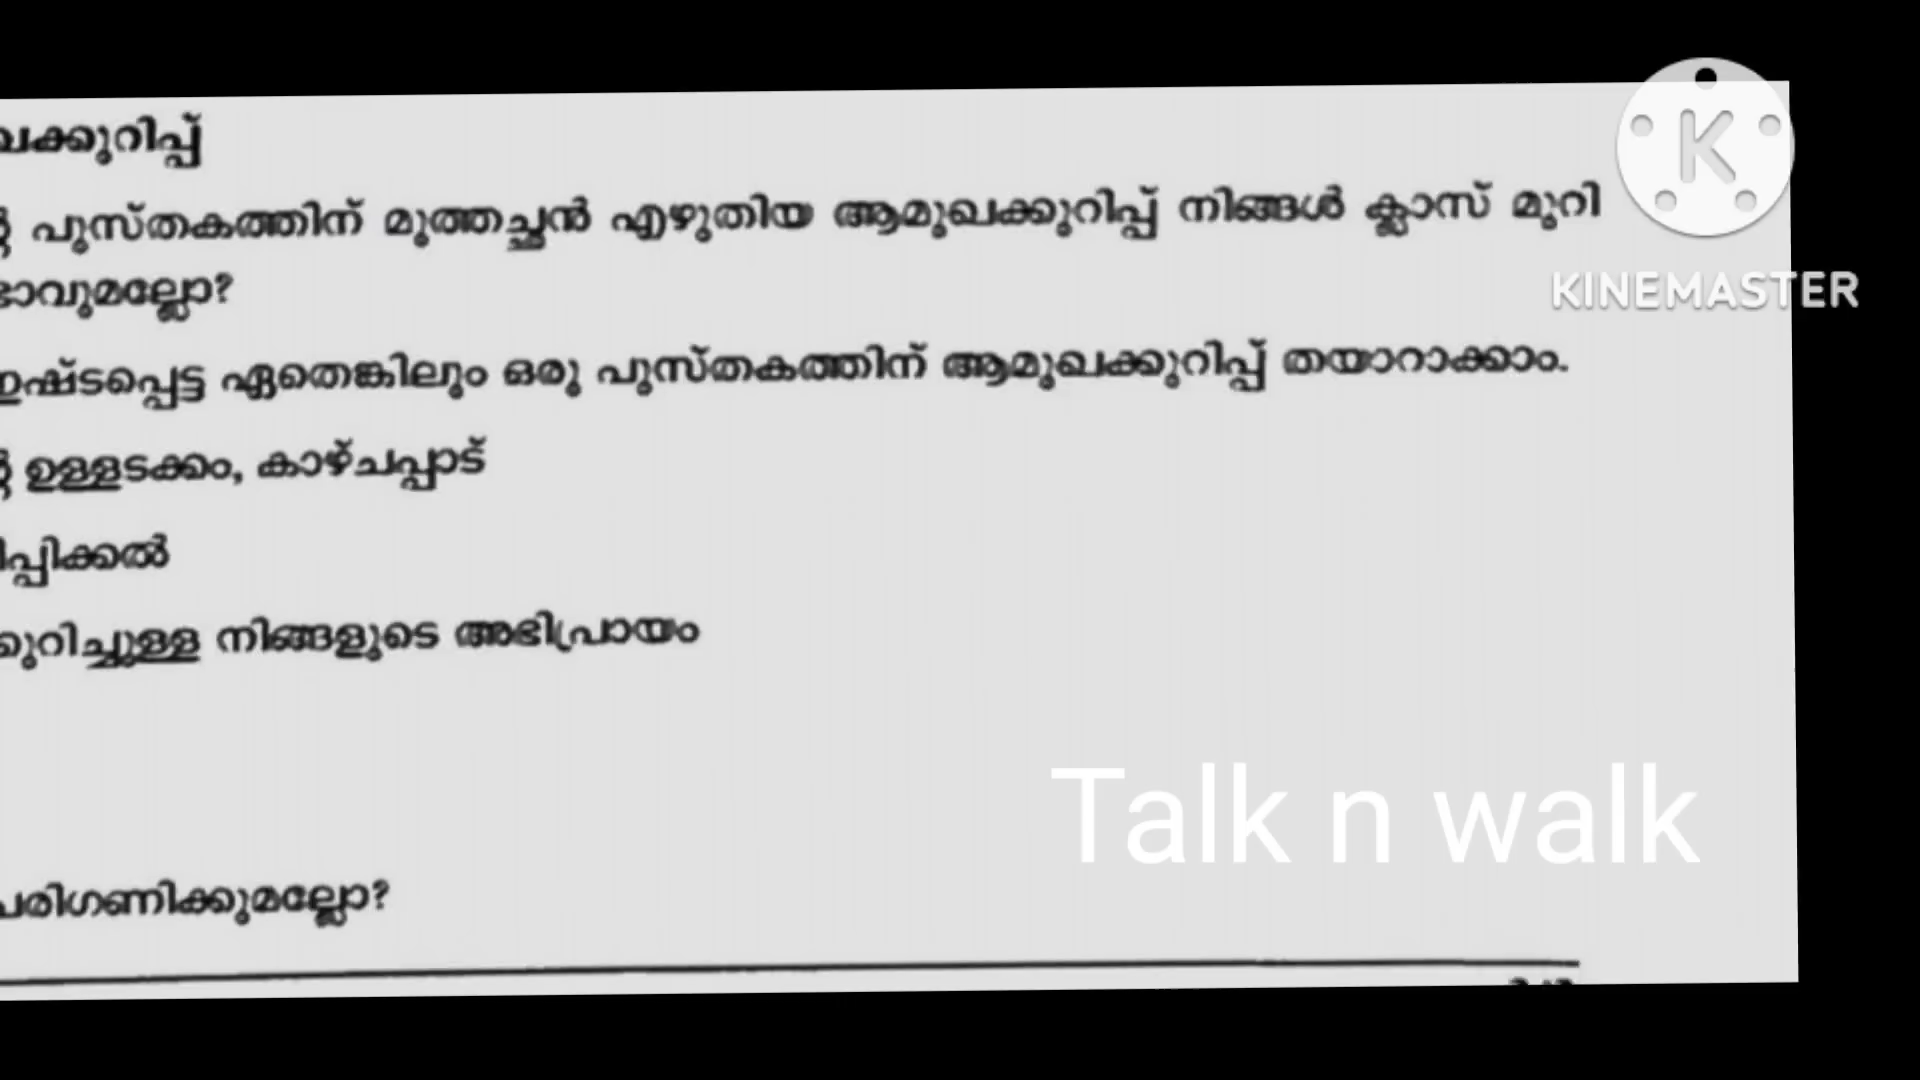 ഖക്കുറിപ്പ്
റെ പുസ്തകത്തിന് മുത്തച്ഛൻ എഴുതിയ ആമുഖക്കുറിപ്പ് നിങ്ങൾ ക്ലാസ് മുറി
ടാവുമല്ലോ?
ഇഷ്ടപ്പെട്ട ഏതെങ്കിലും ഒരു പുസ്തകത്തിന് ആമുഖക്കുറിപ്പ് തയാറാക്കാം.
ഉള്ളടക്കം, കാഴ്ചപ്പാട്
പ്പിക്കൽ
കുറിച്ചുള്ള നിങ്ങളുടെ അഭിപ്രായം
പരിഗണിക്കുമല്ലോ?
K
KINEMASTER
Talk n walk